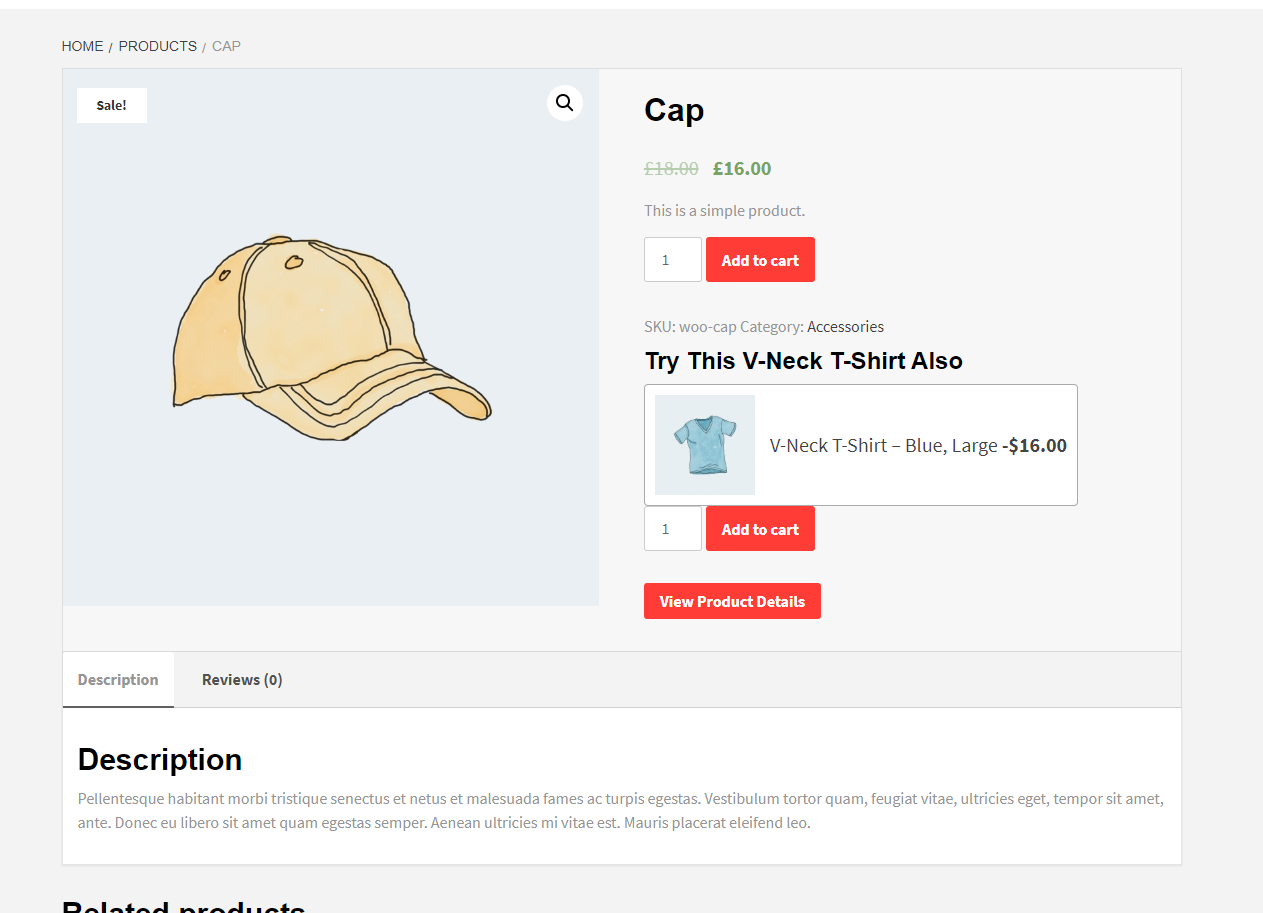 HOME / PRODUCTS / CAP
Sale!
Cap
£18.00 £16.00
This is a simple product.
1 Add to cart
SKU: woo-cap Category: Accessories
Try This V-Neck T-Shirt Also
V-Neck T-Shirt – Blue, Large -$16.00
1 Add to cart
View Product Details
Description Reviews (0)
Description
Pellentesque habitant morbi tristique senectus et netus et malesuada fames ac turpis egestas. Vestibulum tortor quam, feugiat vitae, ultricies eget, tempor sit amet,
ante. Donec eu libero sit amet quam egestas semper. Aenean ultricies mi vitae est. Mauris placerat eleifend leo.
Related products